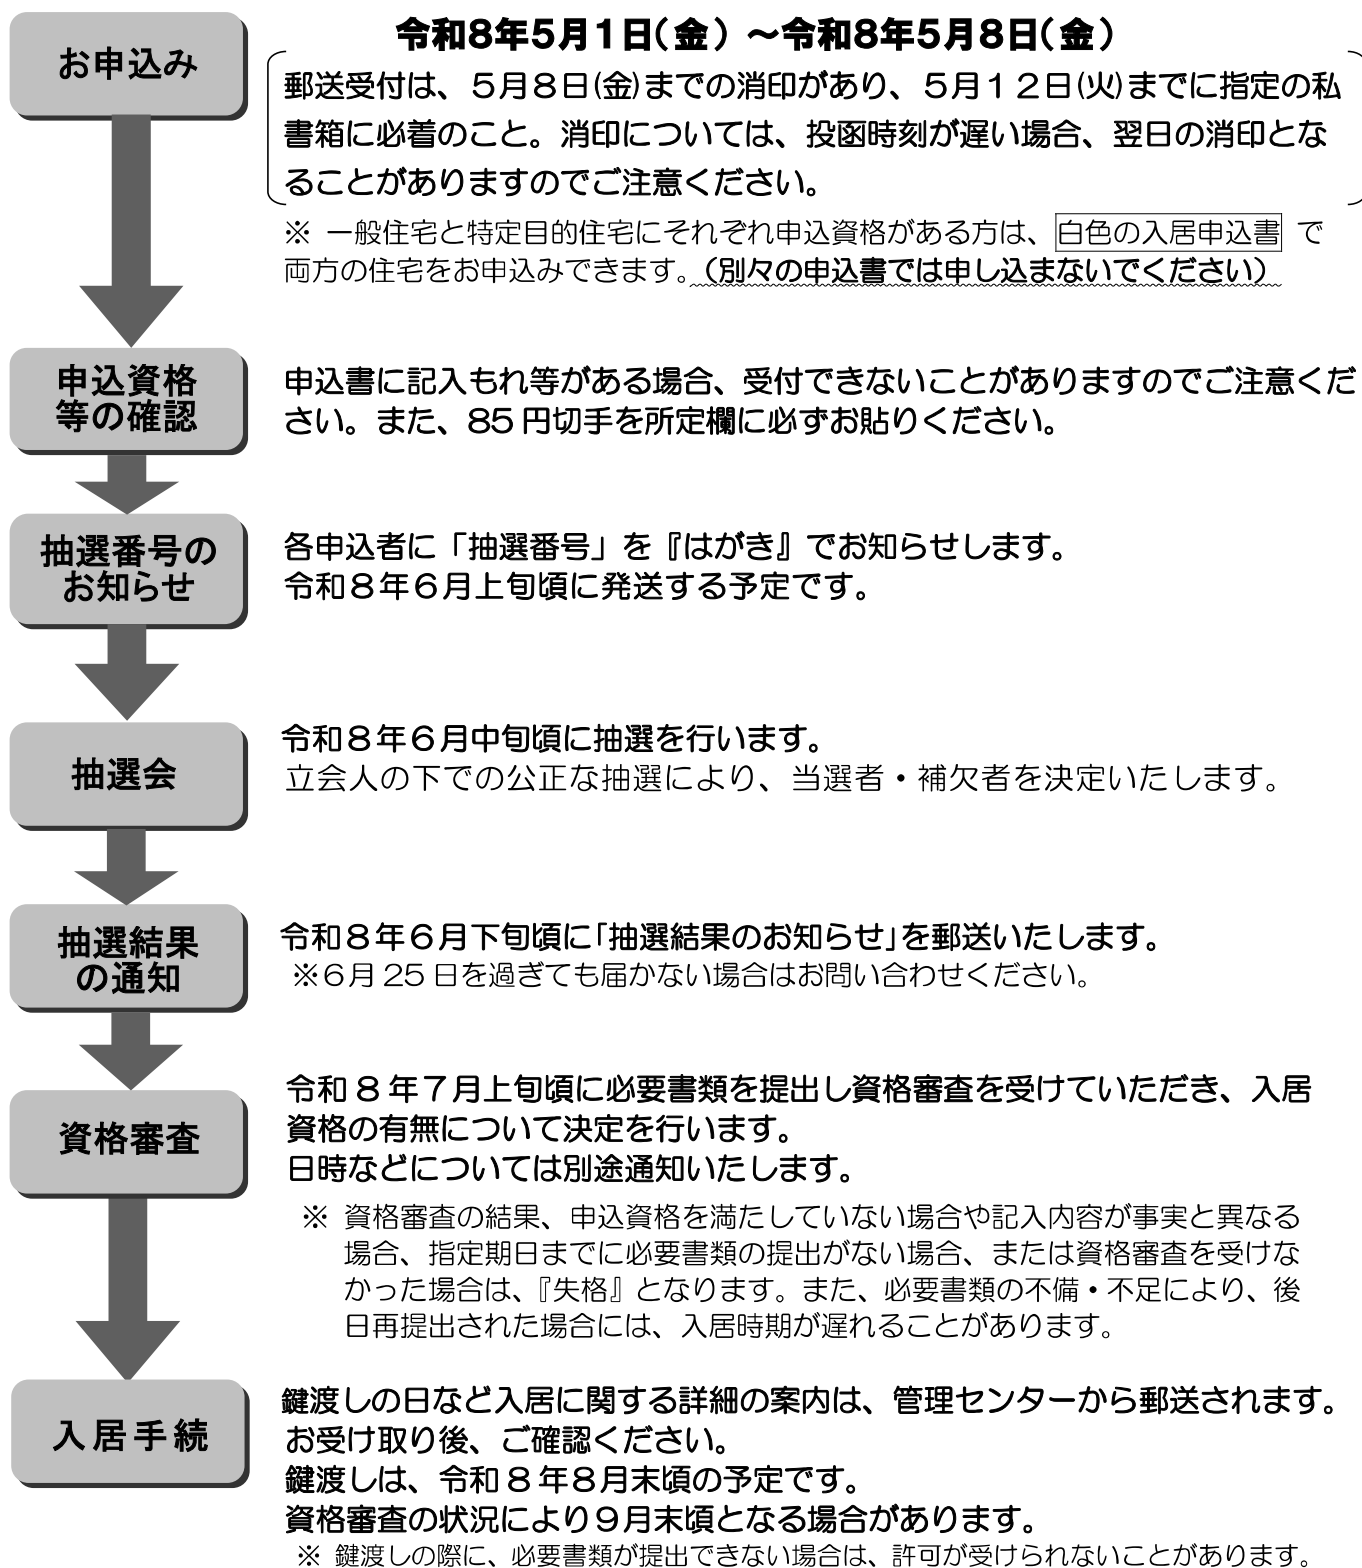 お申込み
令和8年5月1日(金)～令和8年5月8日(金)
郵送受付は、5月8日(金)までの消印があり、5月12日(火)までに指定の私
書箱に必着のこと。消印については、投函時刻が遅い場合、翌日の消印とな
ることがありますのでご注意ください。
※ 一般住宅と特定目的住宅にそれぞれ申込資格がある方は、白色の入居申込書 で
両方の住宅をお申込みできます。（別々の申込書では申し込まないでください）
申込資格
等の確認
申込書に記入もれ等がある場合、受付できないことがありますのでご注意くだ
さい。また、85円切手を所定欄に必ずお貼りください。
抽選番号の
お知らせ
各申込者に「抽選番号」を『はがき』でお知らせします。
令和8年6月上旬頃に発送する予定です。
抽選会
令和8年6月中旬頃に抽選を行います。
立会人の下での公正な抽選により、当選者・補欠者を決定いたします。
抽選結果
の通知
令和8年6月下旬頃に「抽選結果のお知らせ」を郵送いたします。
※6月25日を過ぎても届かない場合はお問い合わせください。
資格審査
令和8年7月上旬頃に必要書類を提出し資格審査を受けていただき、入居
資格の有無について決定を行います。
日時などについては別途通知いたします。
※ 資格審査の結果、申込資格を満たしていない場合や記入内容が事実と異なる
場合、指定期日までに必要書類の提出がない場合、または資格審査を受けな
かった場合は、『失格』となります。また、必要書類の不備・不足により、後
日再提出された場合には、入居時期が遅れることがあります。
入居手続
鍵渡しの日など入居に関する詳細の案内は、管理センターから郵送されます。
お受け取り後、ご確認ください。
鍵渡しは、令和8年8月末頃の予定です。
資格審査の状況により9月末頃となる場合があります。
※ 鍵渡しの際に、必要書類が提出できない場合は、許可が受けられないことがあります。